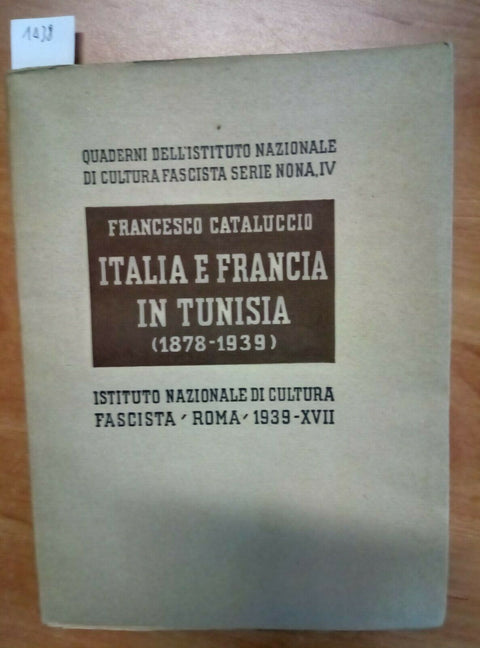 1438
QUADERNI DELL'ISTITUTO NAZIONALE
DI CULTURA FASCISTA SERIE NONA, IV
FRANCESCO CATALUCCIO
ITALIA E FRANCIA
IN TUNISIA
(1878-1939)
ISTITUTO NAZIONALE DI CULTURA
FASCISTA - ROMA - 1939-XVII